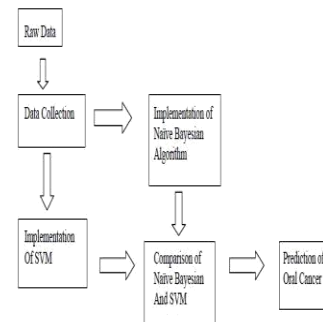 Raw Data
Data Collection
Implementation of
Naive Bayesian
Algorithm
Implementation
Of SVM
Comparison of
Naive Bayesian
And SVM
Prediction of
Oral Cancer